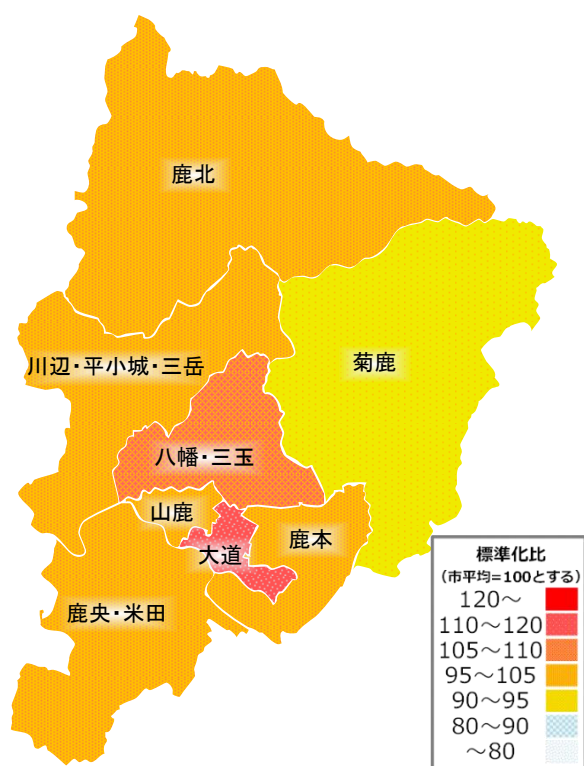 鹿北
川辺・平小城・三岳
菊鹿
八幡・三玉
山鹿
大道
鹿本
鹿央・米田
標準化比
(市平均=100とする)
120～
110～120
105～110
95～105
90～95
80～90
～80